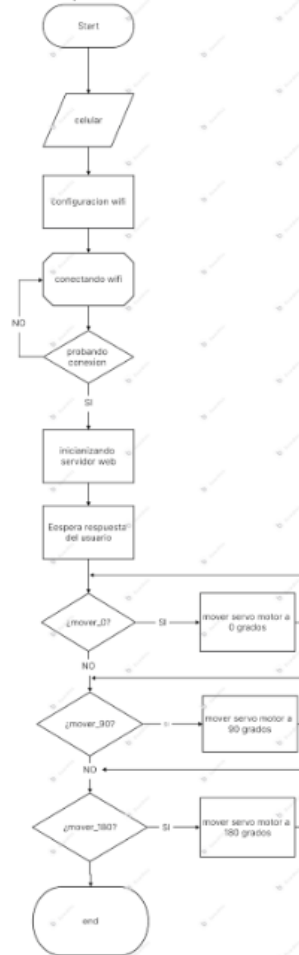 Start
celular
configuracion wifi
conectando wifi
NO
probando
conexion
SI
inicianizando
servidor web
Eespera respuesta
del usuario
¿mover_0?
SI
mover servo motor a
0 grados
NO
¿mover_90?
SI
mover servo motor a
90 grados
NO
¿mover_180?
SI
mover servo motor a
180 grados
end